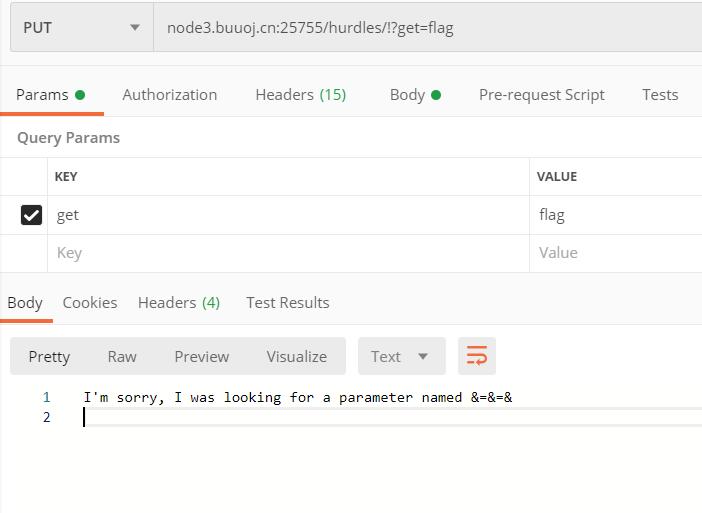 PUT node3.buuoj.cn:25755/hurdles/!?get=flag
Params Authorization Headers (15) Body Pre-request Script Tests
Query Params
KEY VALUE
get flag
Key Value
Body Cookies Headers (4) Test Results
Pretty Raw Preview Visualize Text
1 I'm sorry, I was looking for a parameter named &=&=&
2